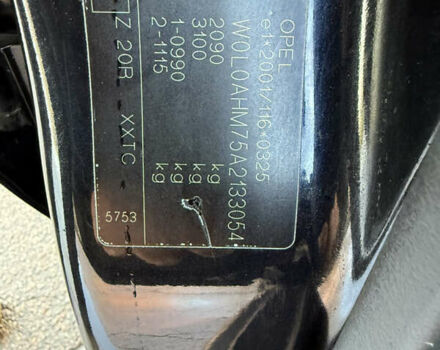 OPEL
*e1*2001/116*0325
W0L0AHM75A2133054
2090 kg
3100 kg
1-0990 kg
2-1115 kg
Z 20R XXTC
5753